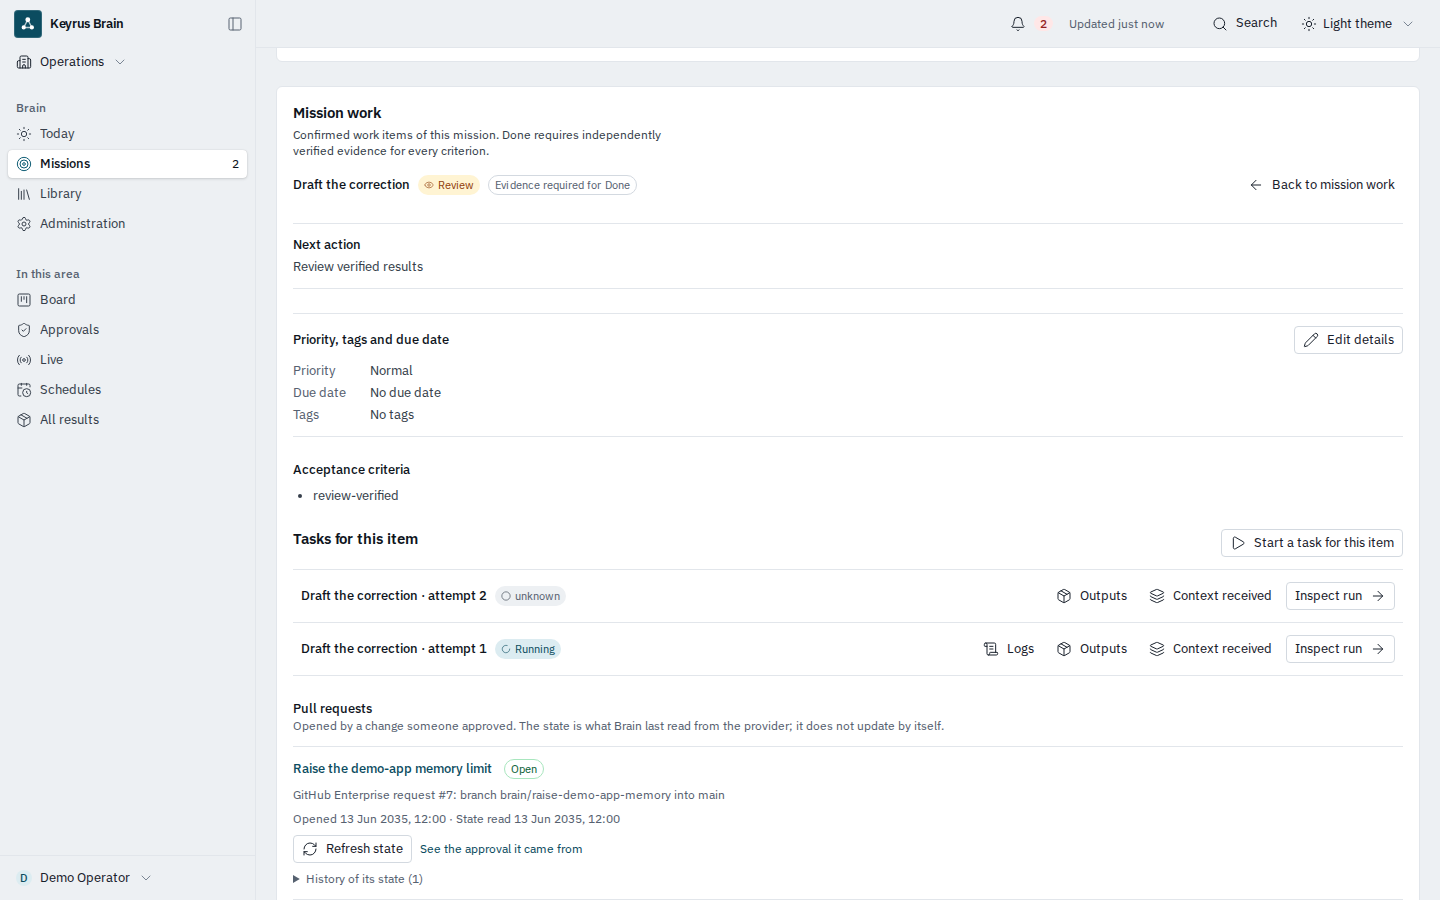 Keyrus Brain
2
Updated just now
Search
Light theme
Operations
Brain
Today
Missions
2
Library
Administration
In this area
Board
Approvals
Live
Schedules
All results
D
Demo Operator
Mission work
Confirmed work items of this mission. Done requires independently
verified evidence for every criterion.
Draft the correction
Review
Evidence required for Done
Back to mission work
Next action
Review verified results
Priority, tags and due date
Edit details
Priority
Normal
Due date
No due date
Tags
No tags
Acceptance criteria
• review-verified
Tasks for this item
Start a task for this item
Draft the correction · attempt 2
unknown
Outputs
Context received
Inspect run
Draft the correction · attempt 1
Running
Logs
Outputs
Context received
Inspect run
Pull requests
Opened by a change someone approved. The state is what Brain last read from the provider; it does not update by itself.
Raise the demo-app memory limit
Open
GitHub Enterprise request #7: branch brain/raise-demo-app-memory into main
Opened 13 Jun 2035, 12:00 · State read 13 Jun 2035, 12:00
Refresh state
See the approval it came from
History of its state (1)